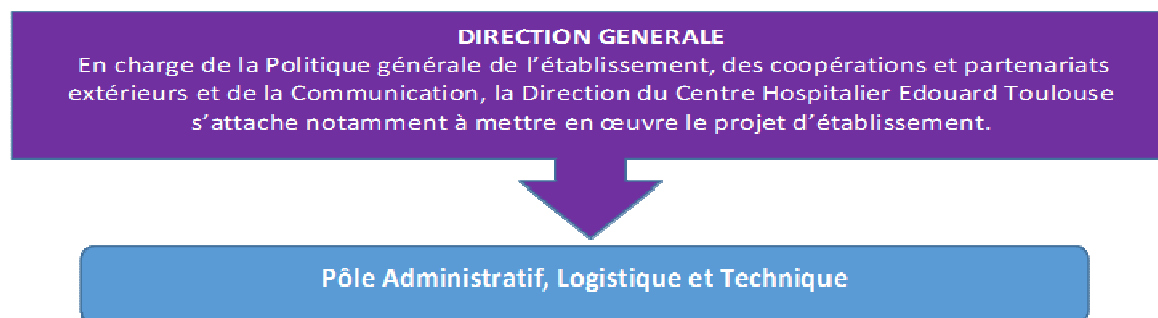 DIRECTION GENERALE
En charge de la Politique générale de l’établissement, des coopérations et partenariats
extérieurs et de la Communication, la Direction du Centre Hospitalier Edouard Toulouse
s’attache notamment à mettre en œuvre le projet d’établissement.
Pôle Administratif, Logistique et Technique